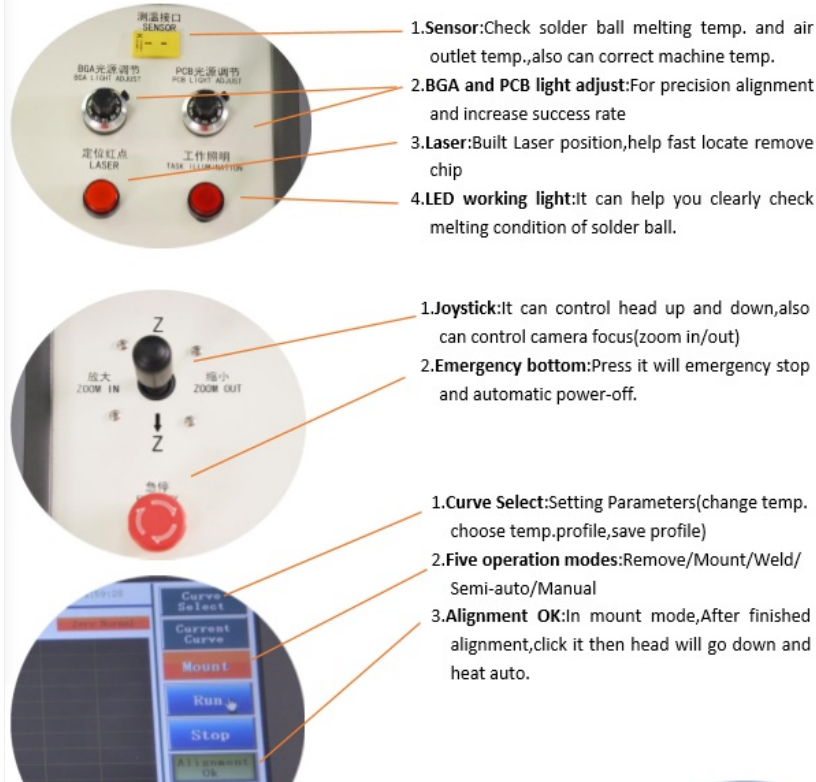 测温接口
SENSOR
BGA光源调节
BGA LIGHT ADJUST
PCB光源调节
PCB LIGHT ADJUST
定位红点
LASER
工作照明
TASK ILLUMINATION
1.Sensor:Check solder ball melting temp. and air
outlet temp.,also can correct machine temp.
2.BGA and PCB light adjust:For precision alignment
and increase success rate
3.Laser:Built Laser position,help fast locate remove
chip
4.LED working light:It can help you clearly check
melting condition of solder ball.
Z
放大
ZOOM IN
缩小
ZOOM OUT
Z
急停
1.Joystick:It can control head up and down,also
can control camera focus(zoom in/out)
2.Emergency bottom:Press it will emergency stop
and automatic power-off.
Curve
Select
Current
Curve
Mount
Run
Stop
Alignment
Ok
1.Curve Select:Setting Parameters(change temp.
choose temp.profile,save profile)
2.Five operation modes:Remove/Mount/Weld/
Semi-auto/Manual
3.Alignment OK:In mount mode,After finished
alignment,click it then head will go down and
heat auto.